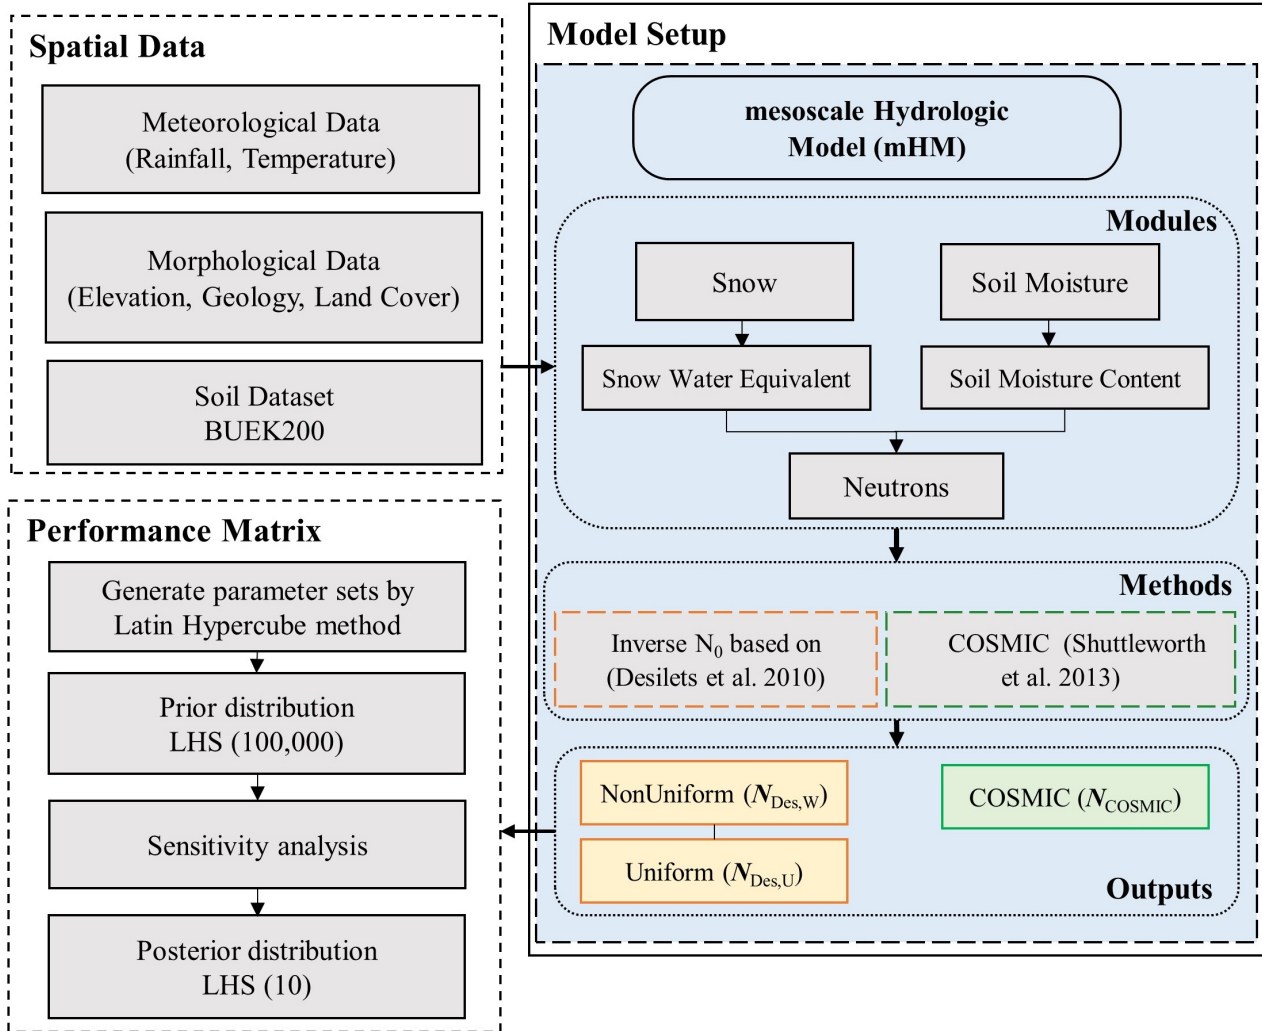 Spatial Data
Meteorological Data
(Rainfall, Temperature)
Morphological Data
(Elevation, Geology, Land Cover)
Soil Dataset
BUEK200
Performance Matrix
Generate parameter sets by
Latin Hypercube method
Prior distribution
LHS (100,000)
Sensitivity analysis
Posterior distribution
LHS (10)
Model Setup
mesoscale Hydrologic
Model (mHM)
Modules
Snow
Soil Moisture
Snow Water Equivalent
Soil Moisture Content
Neutrons
Methods
Inverse N₀ based on
(Desilets et al. 2010)
COSMIC (Shuttleworth
et al. 2013)
NonUniform (N_Des,W)
Uniform (N_Des,U)
COSMIC (N_COSMIC)
Outputs